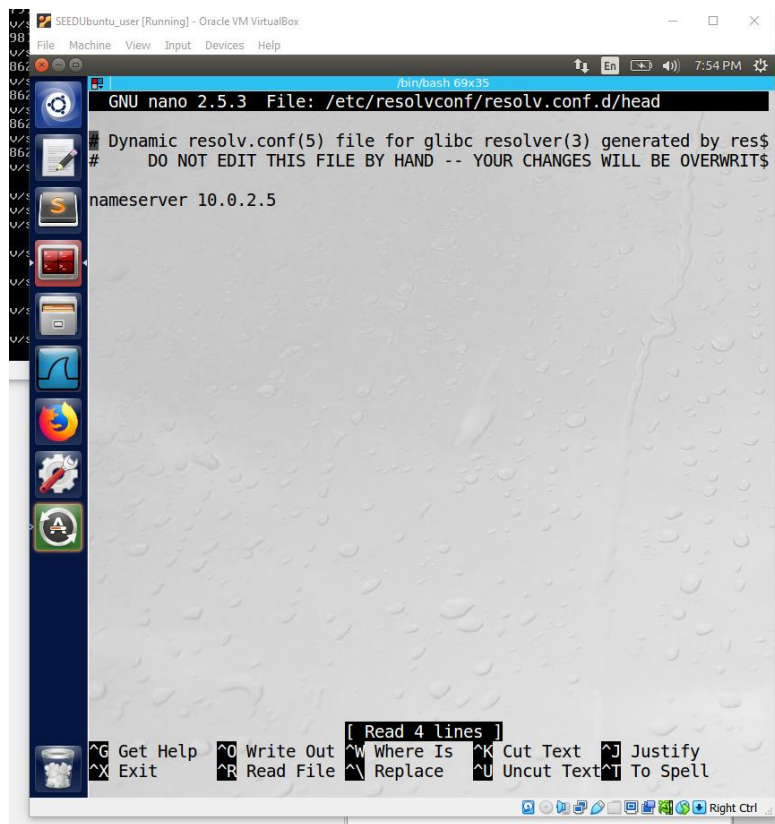 SEEDUbuntu_user [Running] - Oracle VM VirtualBox
File Machine View Input Devices Help
En 7:54 PM
/bin/bash 69x35
GNU nano 2.5.3 File: /etc/resolvconf/resolv.conf.d/head
# Dynamic resolv.conf(5) file for glibc resolver(3) generated by res$
# DO NOT EDIT THIS FILE BY HAND -- YOUR CHANGES WILL BE OVERWRIT$
nameserver 10.0.2.5
[ Read 4 lines ]
^G Get Help ^O Write Out ^W Where Is ^K Cut Text ^J Justify
^X Exit ^R Read File ^\ Replace ^U Uncut Text ^T To Spell
Right Ctrl